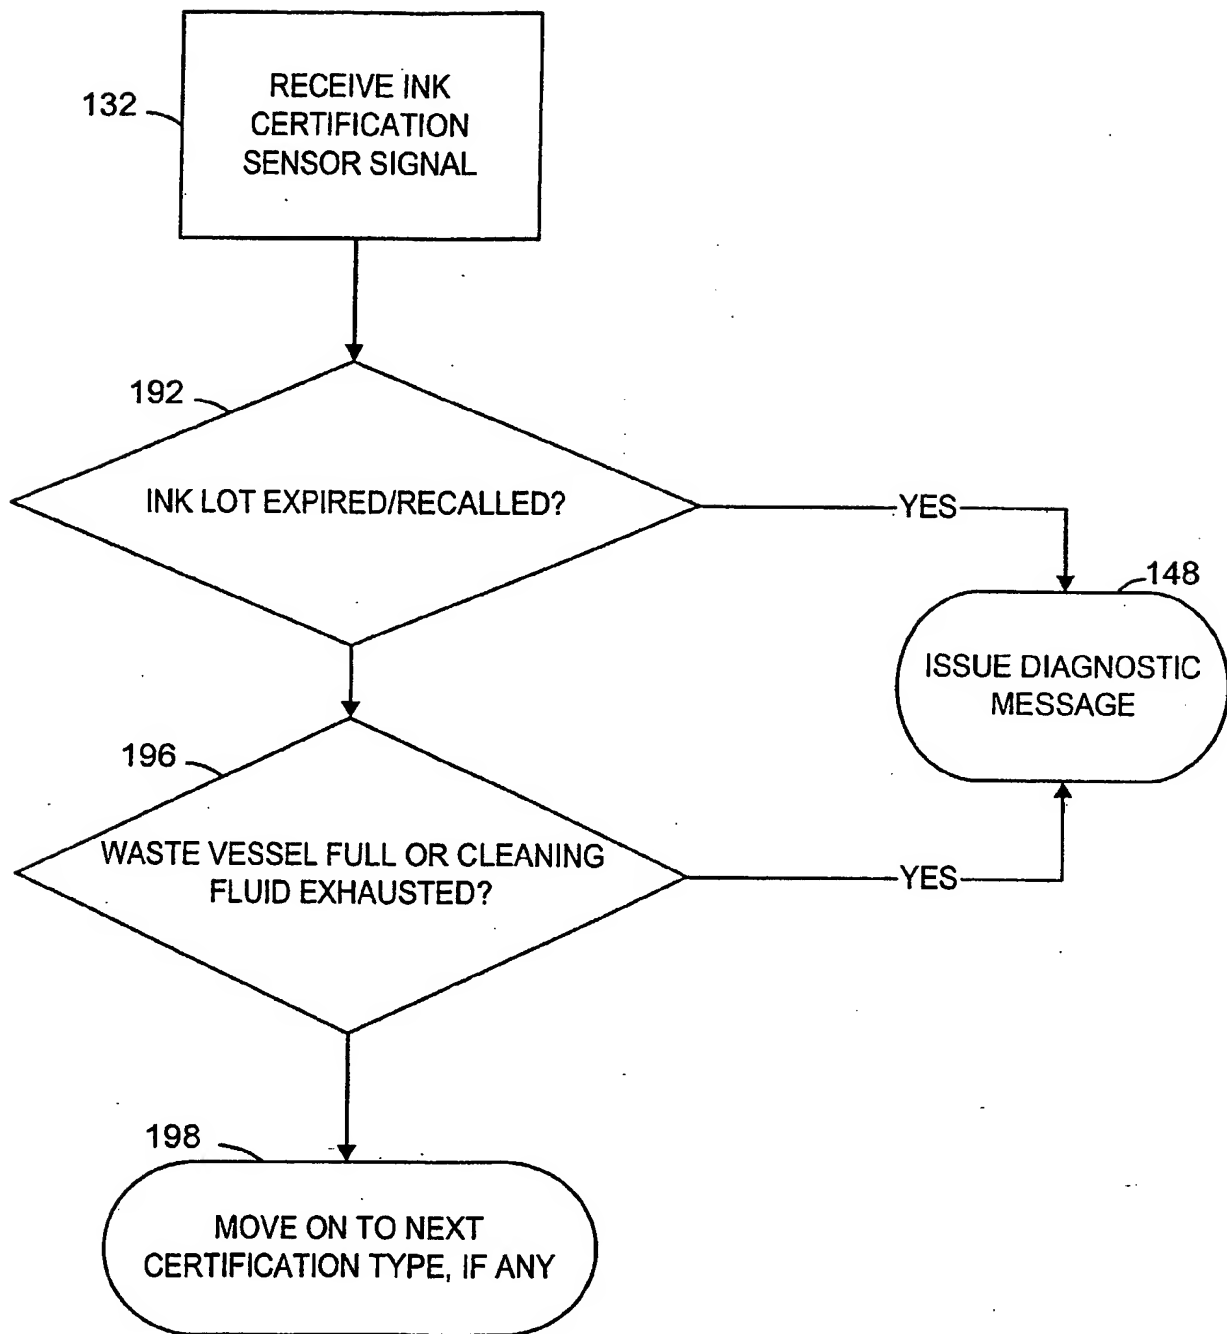 132
RECEIVE INK
CERTIFICATION
SENSOR SIGNAL
192
INK LOT EXPIRED/RECALLED?
YES
148
ISSUE DIAGNOSTIC
MESSAGE
196
WASTE VESSEL FULL OR CLEANING
FLUID EXHAUSTED?
YES
198
MOVE ON TO NEXT
CERTIFICATION TYPE, IF ANY